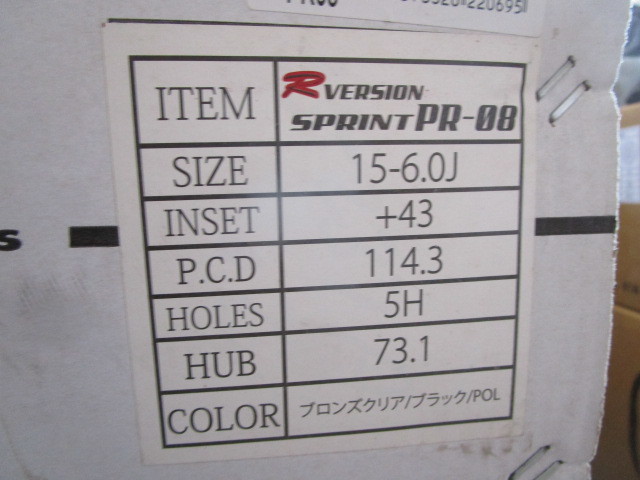 ITEM R VERSION
SPRINT PR-08
SIZE 15-6.0J
INSET +43
P.C.D 114.3
HOLES 5H
HUB 73.1
COLOR ブロンズクリア/ブラック/POL
s